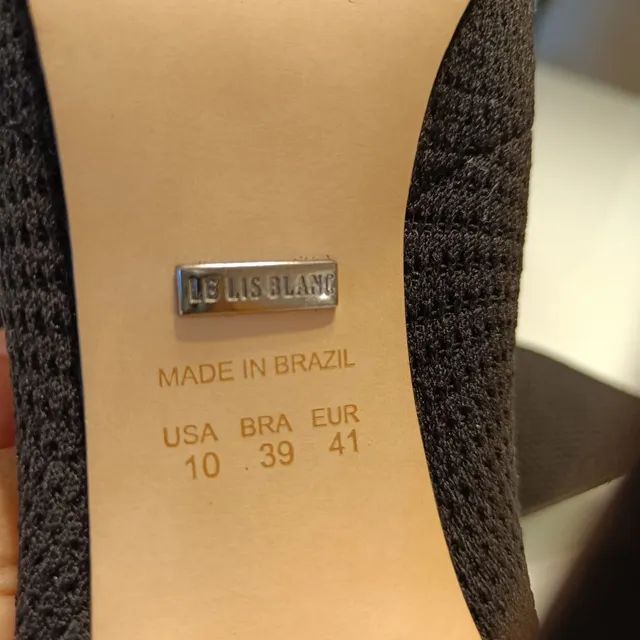 LE LIS BLANC
MADE IN BRAZIL
USA BRA EUR
10 39 41